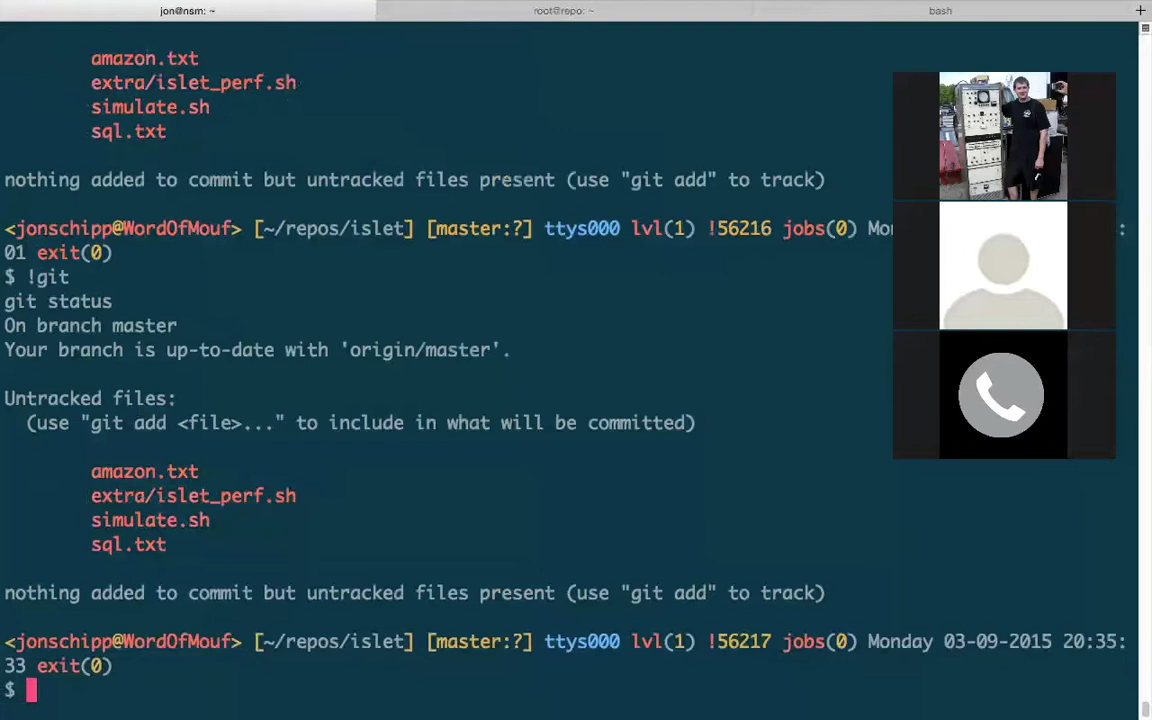 jon@nsm: ~
root@repo: ~
bash
amazon.txt
extra/islet_perf.sh
simulate.sh
sql.txt
nothing added to commit but untracked files present (use "git add" to track)
<jonschipp@WordOfMouf> [~/repos/islet] [master:?] ttys000 lvl(1) !56216 jobs(0) Mo :
01 exit(0)
$ !git
git status
On branch master
Your branch is up-to-date with 'origin/master'.
Untracked files:
(use "git add <file>..." to include in what will be committed)
amazon.txt
extra/islet_perf.sh
simulate.sh
sql.txt
nothing added to commit but untracked files present (use "git add" to track)
<jonschipp@WordOfMouf> [~/repos/islet] [master:?] ttys000 lvl(1) !56217 jobs(0) Monday 03-09-2015 20:35:
33 exit(0)
$